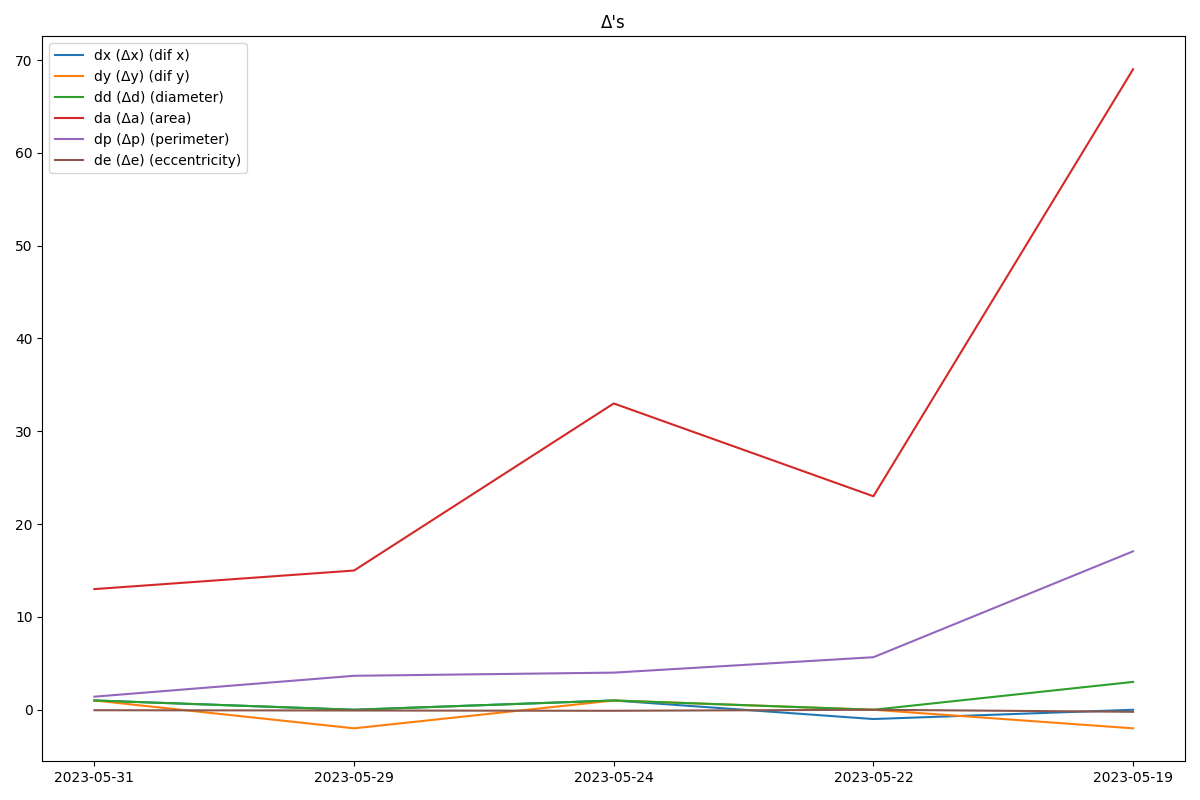 Δ's
dx (Δx) (dif x)
dy (Δy) (dif y)
dd (Δd) (diameter)
da (Δa) (area)
dp (Δp) (perimeter)
de (Δe) (eccentricity)
70
60
50
40
30
20
10
0
2023-05-31 2023-05-29 2023-05-24 2023-05-22 2023-05-19